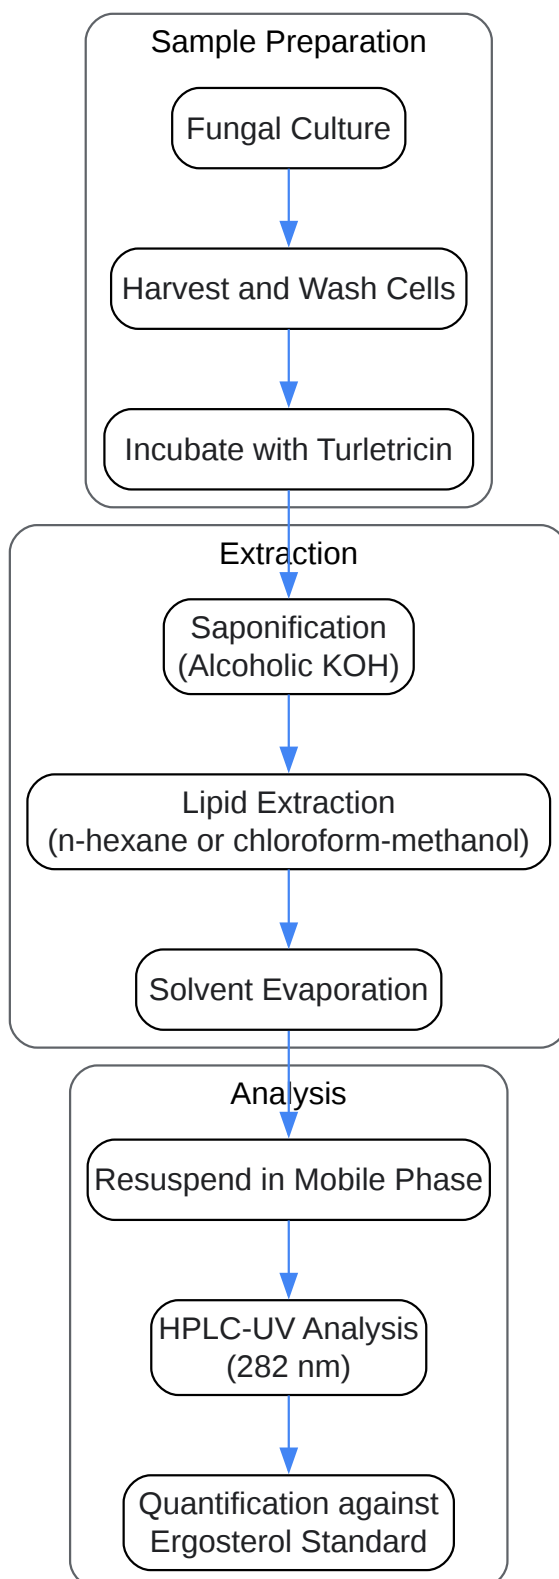 Sample Preparation
Fungal Culture
Harvest and Wash Cells
Incubate with Turletricin
Extraction
Saponification
(Alcoholic KOH)
Lipid Extraction
(n-hexane or chloroform-methanol)
Solvent Evaporation
Analysis
Resuspend in Mobile Phase
HPLC-UV Analysis
(282 nm)
Quantification against
Ergosterol Standard